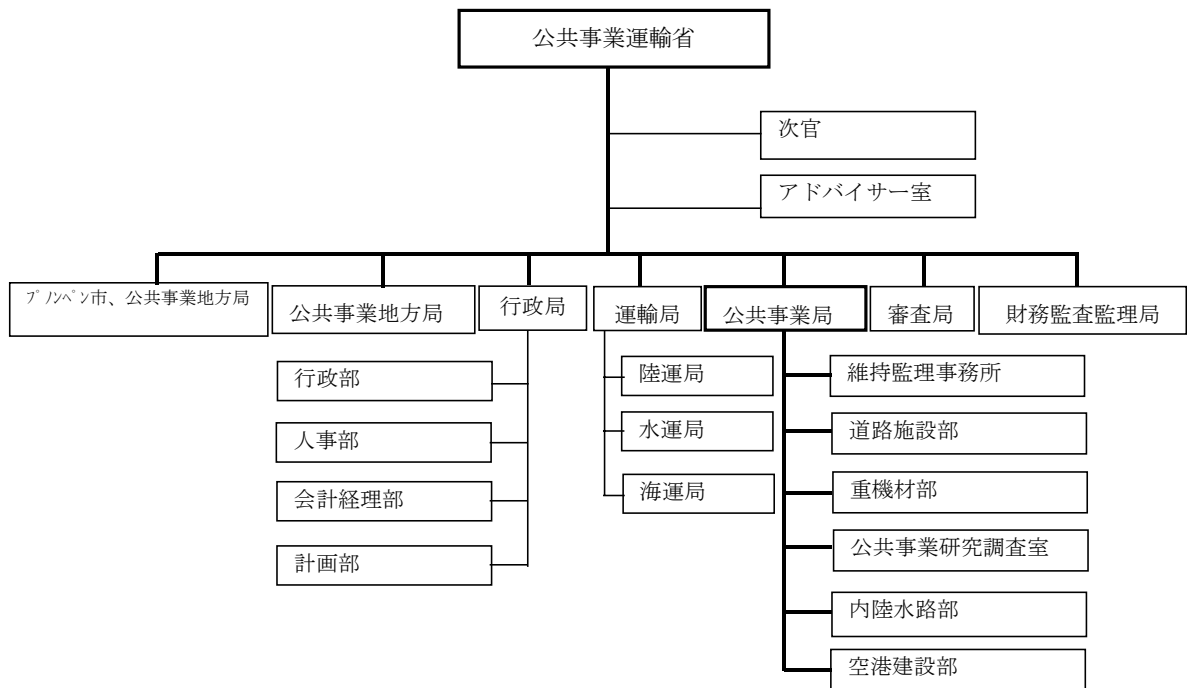 公共事業運輸省
次官
アドバイサー室
プノンペン市、公共事業地方局
公共事業地方局
行政局
運輸局
公共事業局
審査局
財務監査監理局
行政部
人事部
会計経理部
計画部
陸運局
水運局
海運局
維持監理事務所
道路施設部
重機材部
公共事業研究調査室
内陸水路部
空港建設部